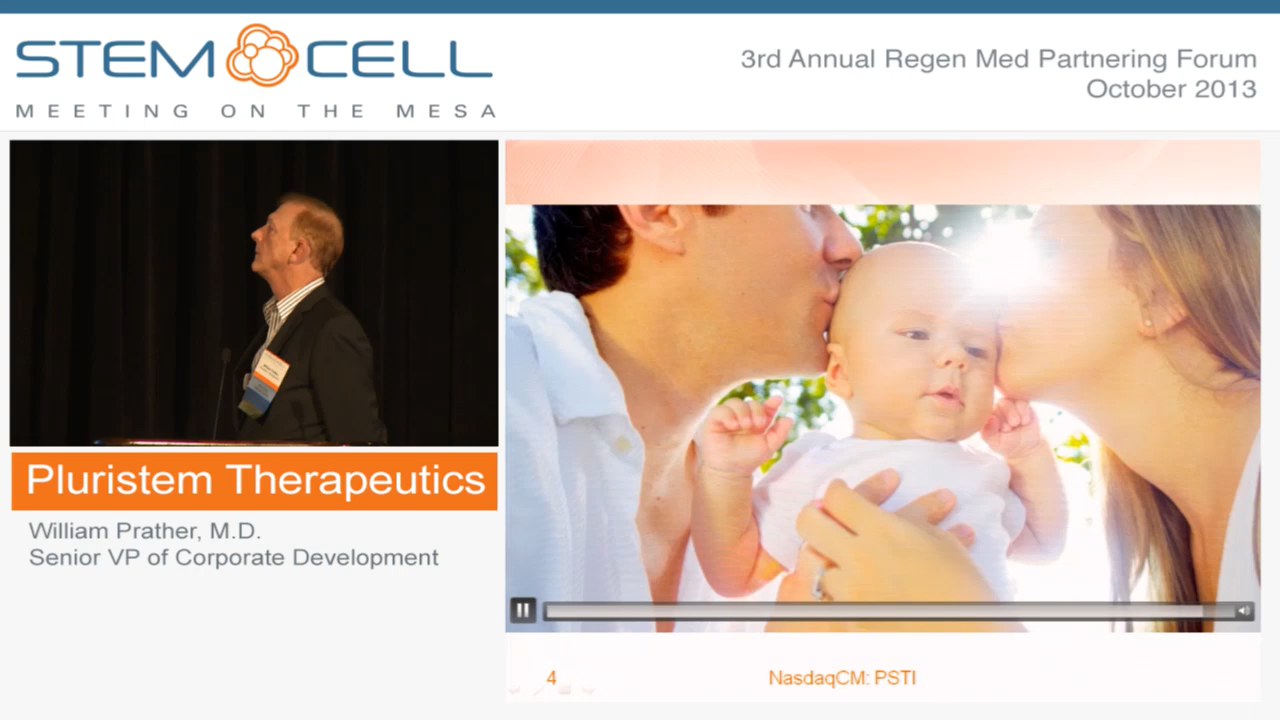 STEM CELL
MEETING ON THE MESA
3rd Annual Regen Med Partnering Forum
October 2013
Pluristem Therapeutics
William Prather, M.D.
Senior VP of Corporate Development
4
NasdaqCM: PSTI